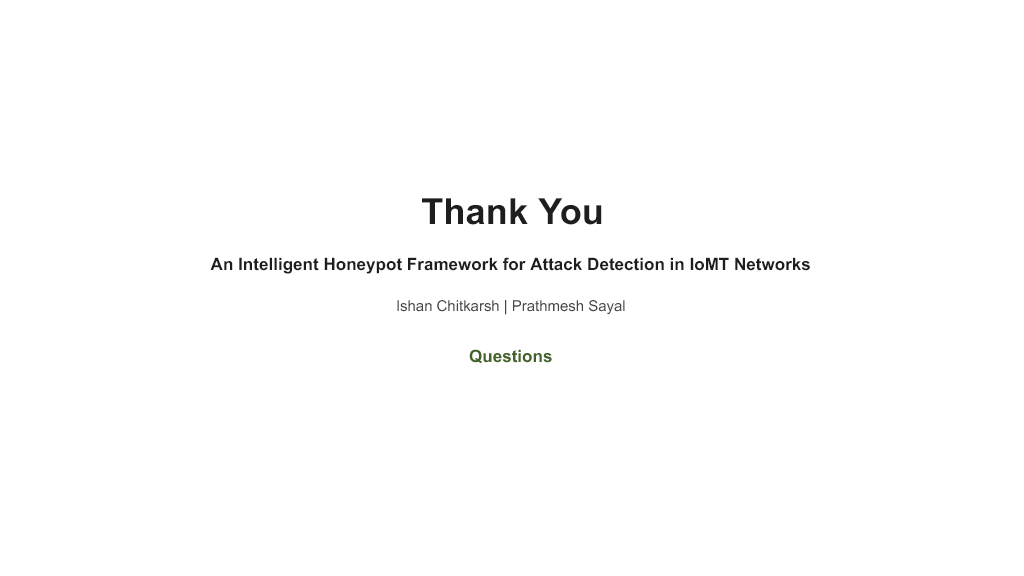 Thank You
An Intelligent Honeypot Framework for Attack Detection in IoMT Networks
Ishan Chitkarsh | Prathmesh Sayal
Questions